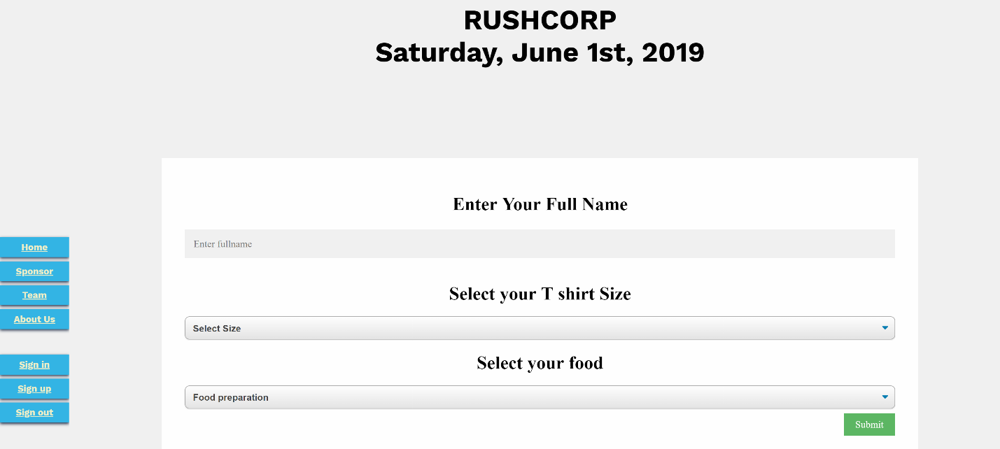 RUSHCORP
Saturday, June 1st, 2019
Enter Your Full Name
Enter fullname
Select your T shirt Size
Select Size
Select your food
Food preparation
Submit
Home
Sponsor
Team
About Us
Sign in
Sign up
Sign out